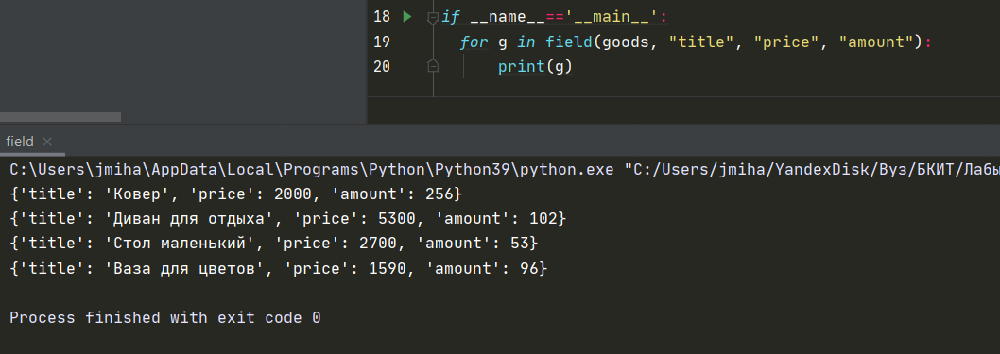 18 if __name__=='__main__':
19 for g in field(goods, "title", "price", "amount"):
20 print(g)
field ×
C:\Users\jmiha\AppData\Local\Programs\Python\Python39\python.exe "C:/Users/jmiha/YandexDisk/Вуз/БКИТ/Лабы
{'title': 'Ковер', 'price': 2000, 'amount': 256}
{'title': 'Диван для отдыха', 'price': 5300, 'amount': 102}
{'title': 'Стол маленький', 'price': 2700, 'amount': 53}
{'title': 'Ваза для цветов', 'price': 1590, 'amount': 96}
Process finished with exit code 0